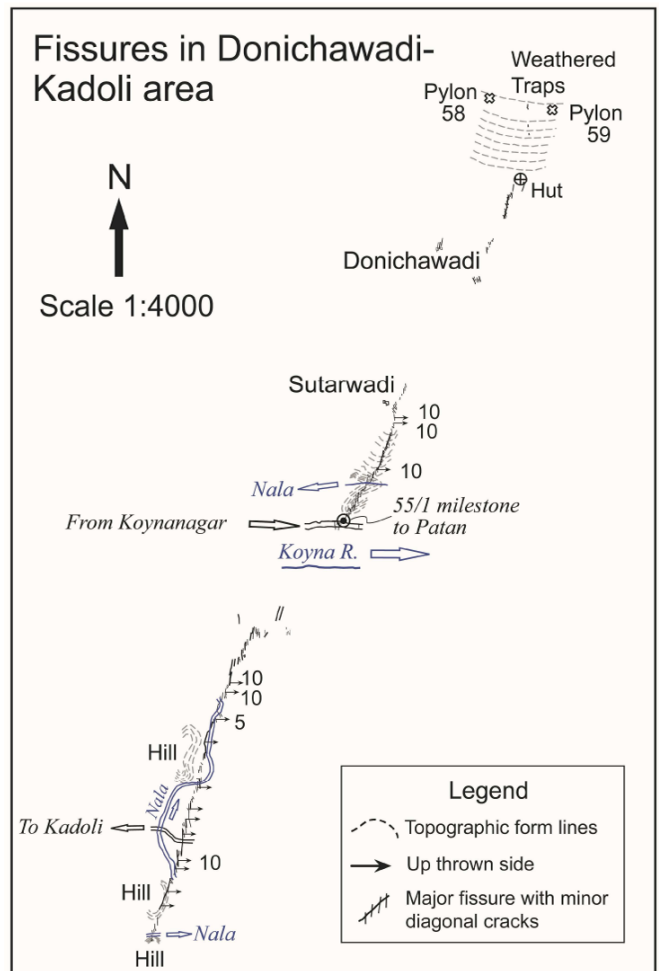 Fissures in Donichawadi-
Kadoli area
Weathered
Traps
Pylon
58
Pylon
59
N
Hut
Donichawadi
Scale 1:4000
Sutarwadi
10
10
10
Nala
55/1 milestone
to Patan
From Koynanagar
Koyna R.
10
10
5
Hill
Nala
To Kadoli
10
Hill
Nala
Hill
Legend
Topographic form lines
Up thrown side
Major fissure with minor
diagonal cracks